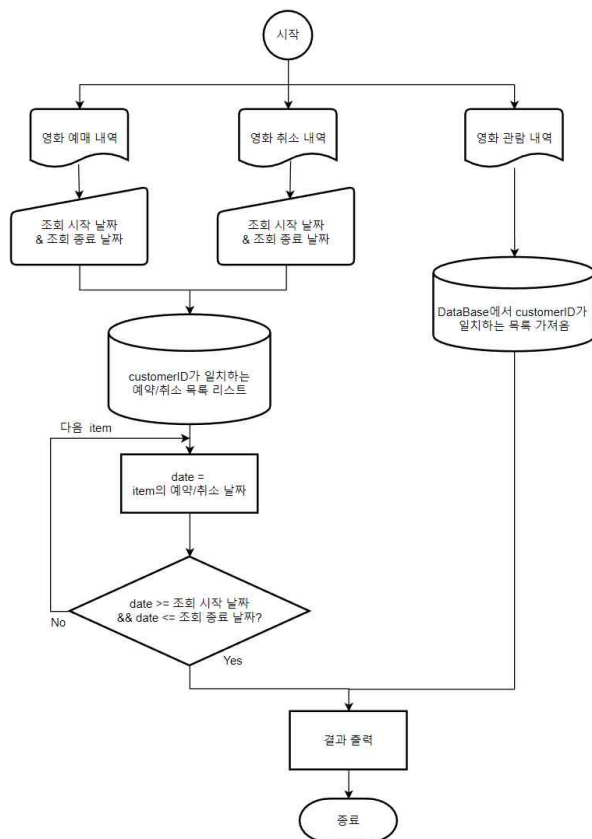 시작
영화 예매 내역
영화 취소 내역
영화 관람 내역
조회 시작 날짜
& 조회 종료 날짜
조회 시작 날짜
& 조회 종료 날짜
DataBase에서 customerID가
일치하는 목록 가져옴
customerID가 일치하는
예약/취소 목록 리스트
다음 item
date =
item의 예약/취소 날짜
date >= 조회 시작 날짜
&& date <= 조회 종료 날짜?
No
Yes
결과 출력
종료